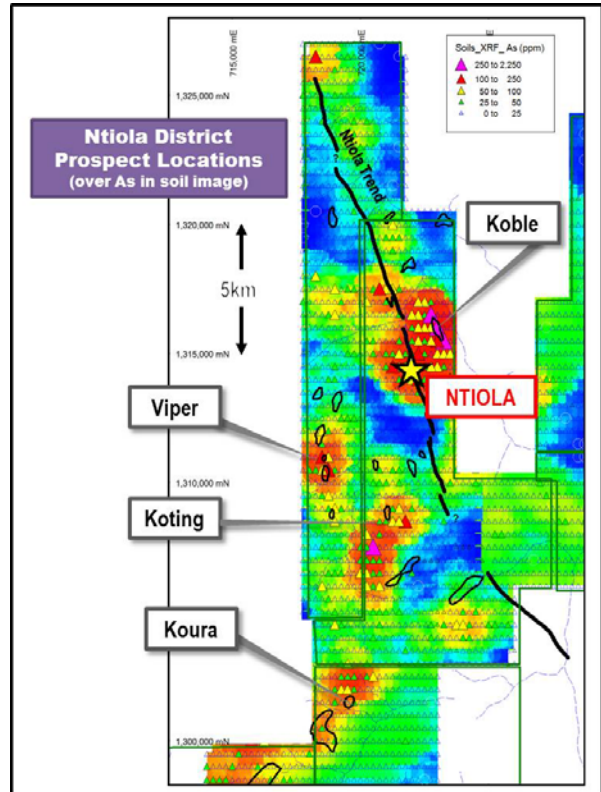 715,000 mE
720,000 mE
Soils_XRF_ As (ppm)
250 to 2,250
100 to 250
50 to 100
25 to 50
0 to 25
1,325,000 mN
Ntiola District
Prospect Locations
(over As in soil image)
?
Ntiola Trend
1,320,000 mN
Koble
5km
1,315,000 mN
NTIOLA
Viper
1,310,000 mN
Koting
?
Koura
1,300,000 mN